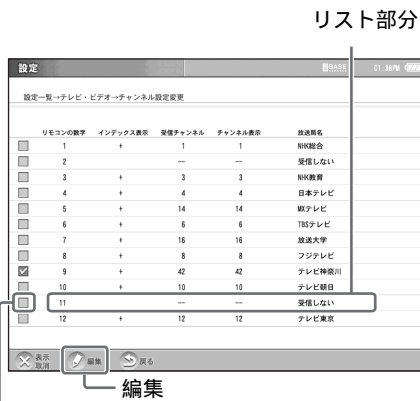 リスト部分
設定
BASE
01:38PM
設定一覧→テレビ・ビデオ→チャンネル設定変更
リモコンの数字 インデックス表示 受信チャンネル チャンネル表示 放送局名
1 + 1 1 NHK総合
2 -- -- 受信しない
3 + 3 3 NHK教育
4 + 4 4 日本テレビ
5 + 14 14 MXテレビ
6 + 6 6 TBSテレビ
7 + 16 16 放送大学
8 + 8 8 フジテレビ
9 + 42 42 テレビ神奈川
10 + 10 10 テレビ朝日
11 -- -- 受信しない
12 + 12 12 テレビ東京
表示取消 編集 戻る
編集